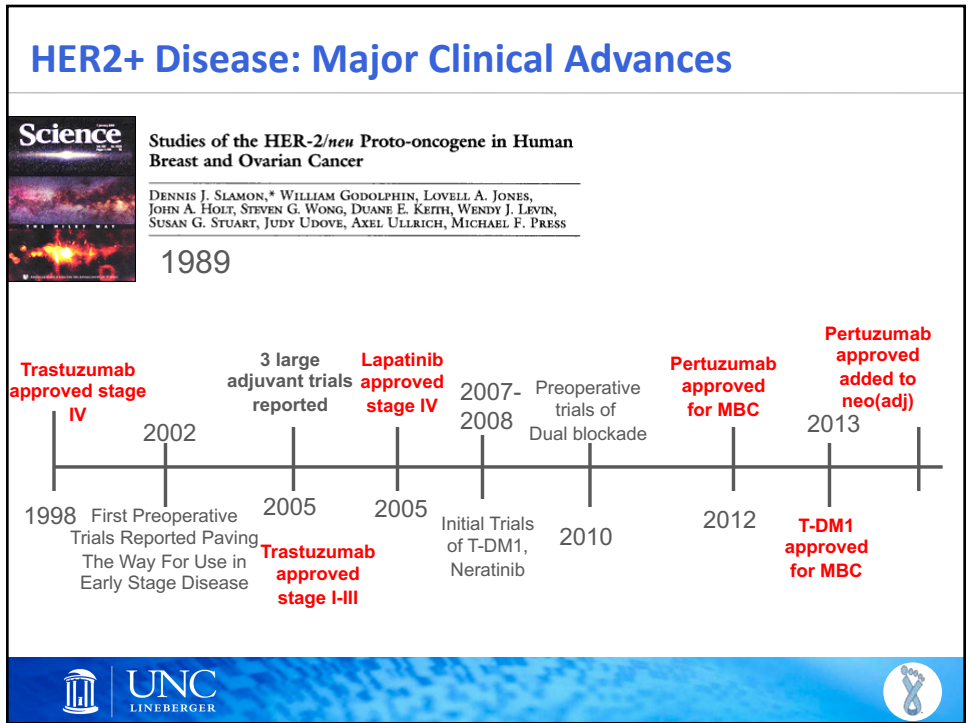 HER2+ Disease: Major Clinical Advances
Science
THE MILKY WAY
Studies of the HER-2/neu Proto-oncogene in Human
Breast and Ovarian Cancer
DENNIS J. SLAMON,* WILLIAM GODOLPHIN, LOVELL A. JONES,
JOHN A. HOLT, STEVEN G. WONG, DUANE E. KEITH, WENDY J. LEVIN,
SUSAN G. STUART, JUDY UDOVE, AXEL ULLRICH, MICHAEL F. PRESS
1989
Trastuzumab
approved stage
IV
1998
2002
First Preoperative
Trials Reported Paving
The Way For Use in
Early Stage Disease
3 large
adjuvant trials
reported
2005
Trastuzumab
approved
stage I-III
Lapatinib
approved
stage IV
2005
2007-
2008
Initial Trials
of T-DM1,
Neratinib
Preoperative
trials of
Dual blockade
2010
Pertuzumab
approved
for MBC
2012
2013
T-DM1
approved
for MBC
Pertuzumab
approved
added to
neo(adj)
UNC
LINEBERGER